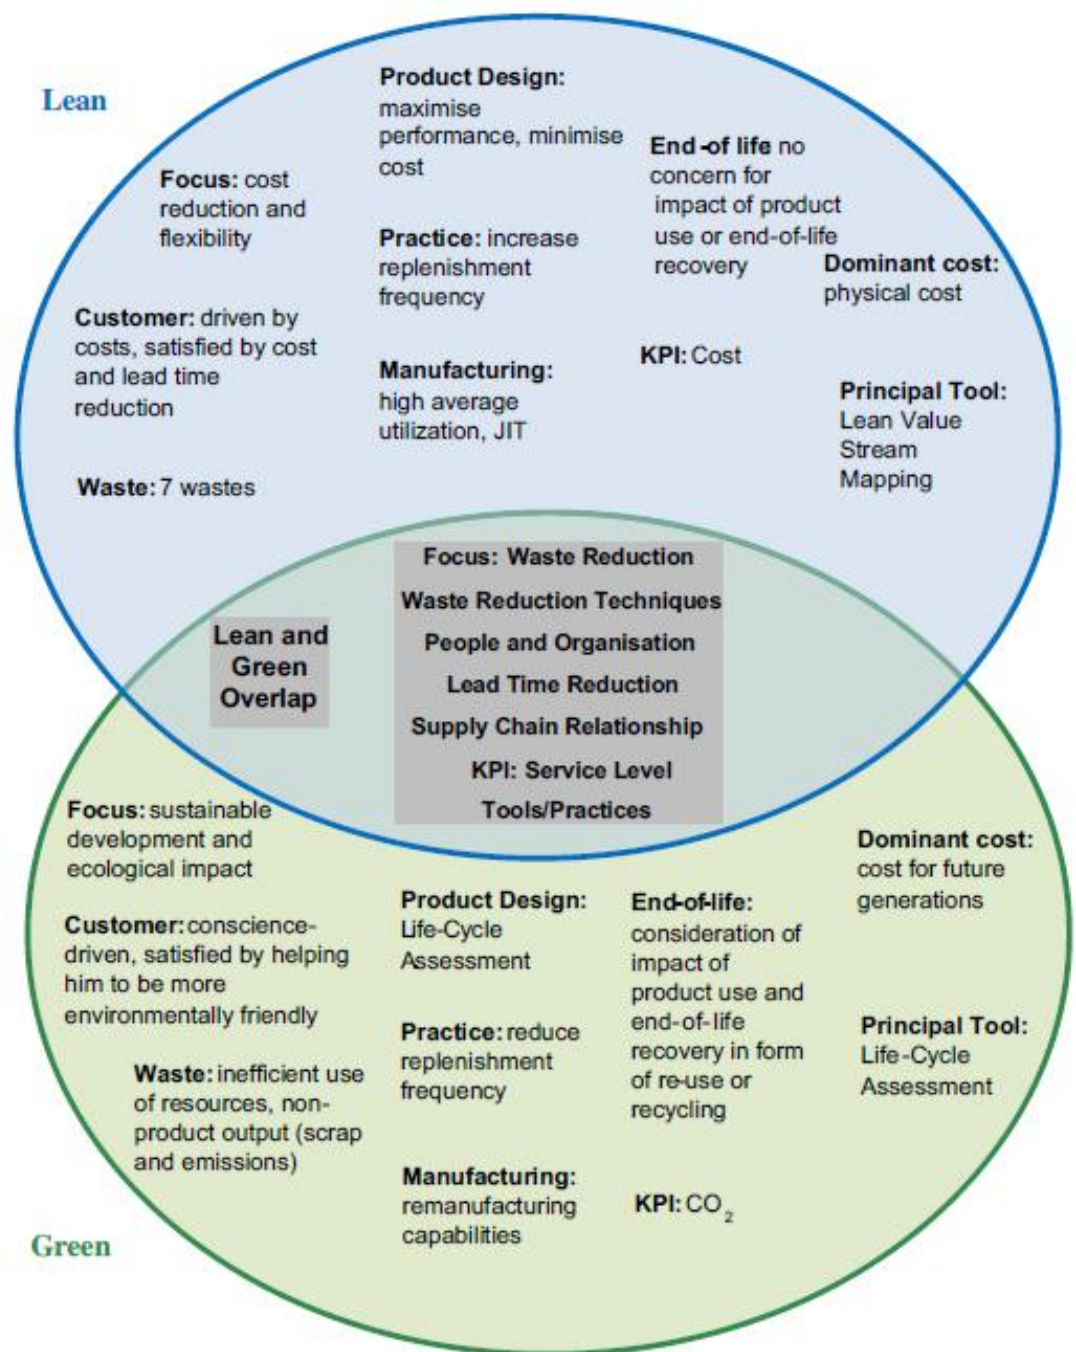 Lean
Product Design:
maximise
performance, minimise
cost
End-of life no
concern for
impact of product
use or end-of-life
recovery
Focus: cost
reduction and
flexibility
Practice: increase
replenishment
frequency
Dominant cost:
physical cost
Customer: driven by
costs, satisfied by cost
and lead time
reduction
Manufacturing:
high average
utilization, JIT
KPI: Cost
Principal Tool:
Lean Value
Stream
Mapping
Waste: 7 wastes
Lean and
Green
Overlap
Focus: Waste Reduction
Waste Reduction Techniques
People and Organisation
Lead Time Reduction
Supply Chain Relationship
KPI: Service Level
Tools/Practices
Focus: sustainable
development and
ecological impact
Customer: conscience-
driven, satisfied by helping
him to be more
environmentally friendly
Waste: inefficient use
of resources, non-
product output (scrap
and emissions)
Product Design:
Life-Cycle
Assessment
Practice: reduce
replenishment
frequency
Manufacturing:
remanufacturing
capabilities
End-of-life:
consideration of
impact of
product use and
end-of-life
recovery in form
of re-use or
recycling
KPI: CO2
Dominant cost:
cost for future
generations
Principal Tool:
Life-Cycle
Assessment
Green